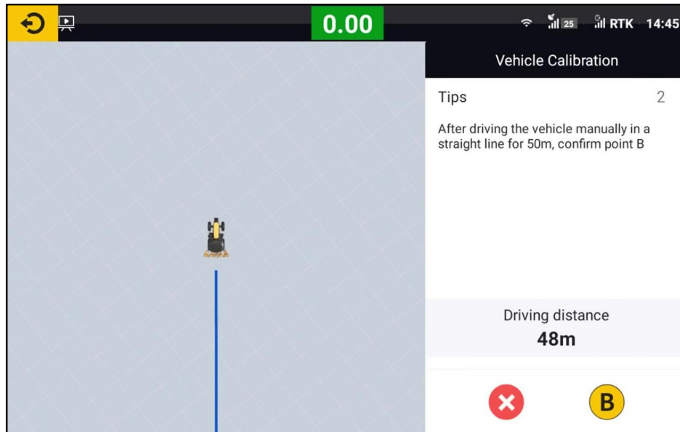 0.00
25
RTK
14:45
Vehicle Calibration
Tips
2
After driving the vehicle manually in a
straight line for 50m, confirm point B
Driving distance
48m
B